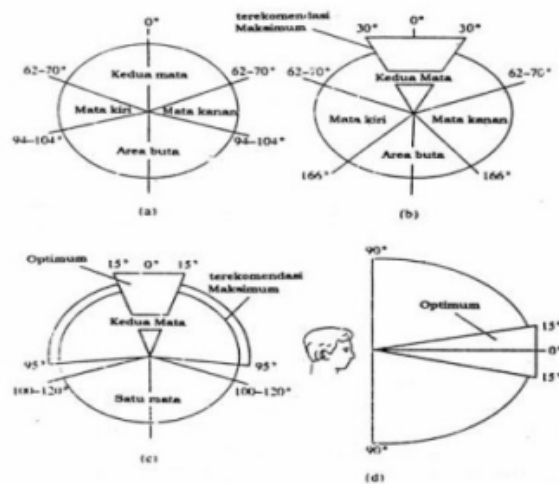 terekomendasi
Maksimum
0°
30° 0° 30°
62-70° 62-70°
Kedua mata
Mata kiri Mata kanan
94-104° 94-104°
Area buta
(a)
62-70° 62-70°
Kedua Mata
Mata kiri Mata kanan
Area buta
166° 166°
(b)
Optimum
15° 0° 15°
terekomendasi
Maksimum
Kedua Mata
95° 95°
100-120° 100-120°
Satu mata
(c)
90°
Optimum
15°
0°
15°
90°
(d)